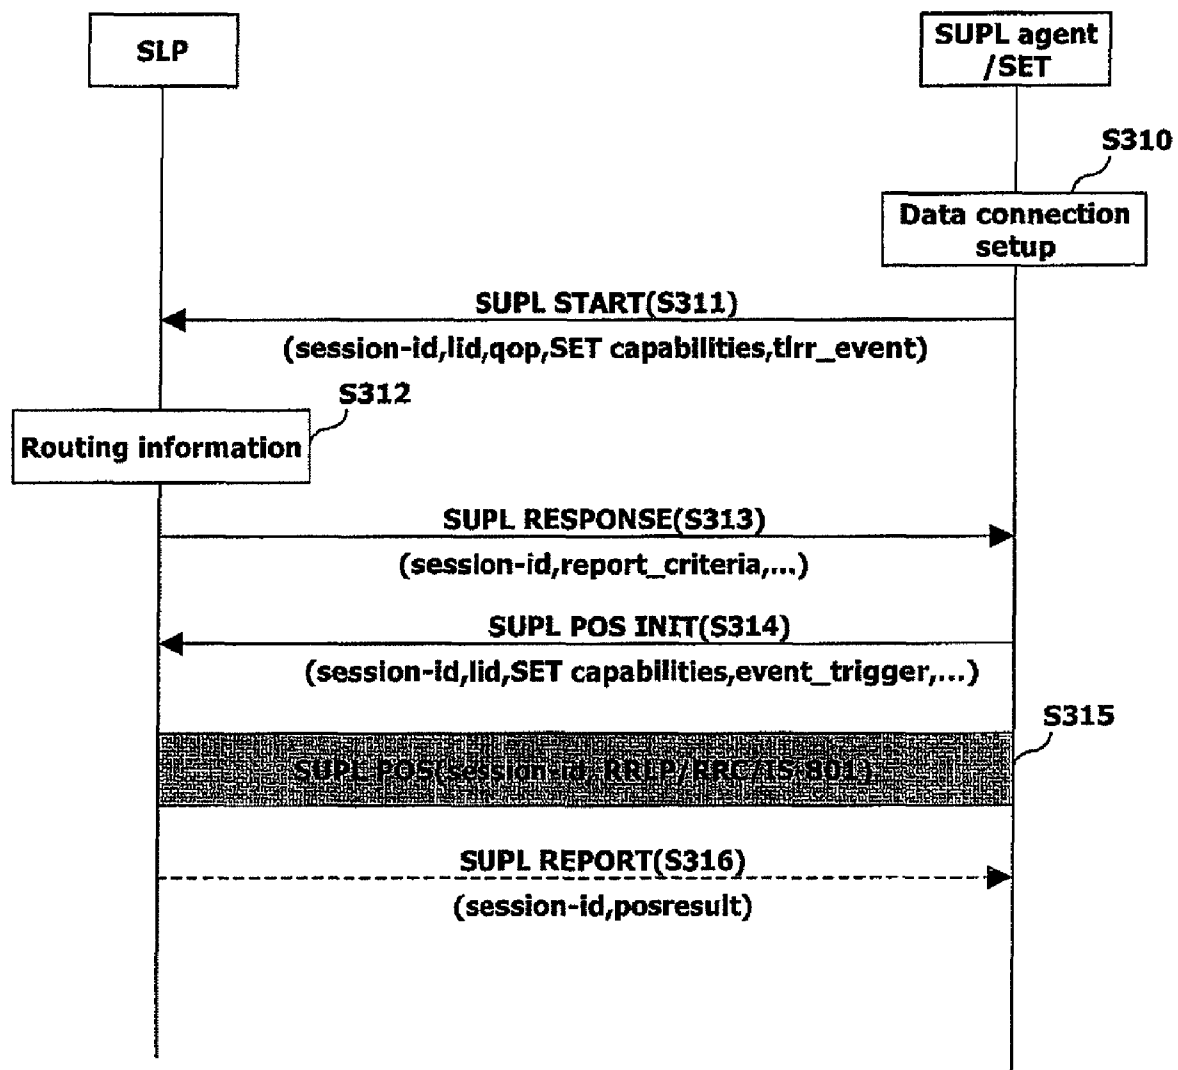 SLP
SUPL agent
/SET
S310
Data connection
setup
SUPL START(S311)
(session-id,lid,qop,SET capabilities,tlrr_event)
S312
Routing information
SUPL RESPONSE(S313)
(session-id,report_criteria,...)
SUPL POS INIT(S314)
(session-id,lid,SET capabilities,event_trigger,...)
S315
SUPL POS(session-id, RRLP/RRC/IS-801)
SUPL REPORT(S316)
(session-id,posresult)